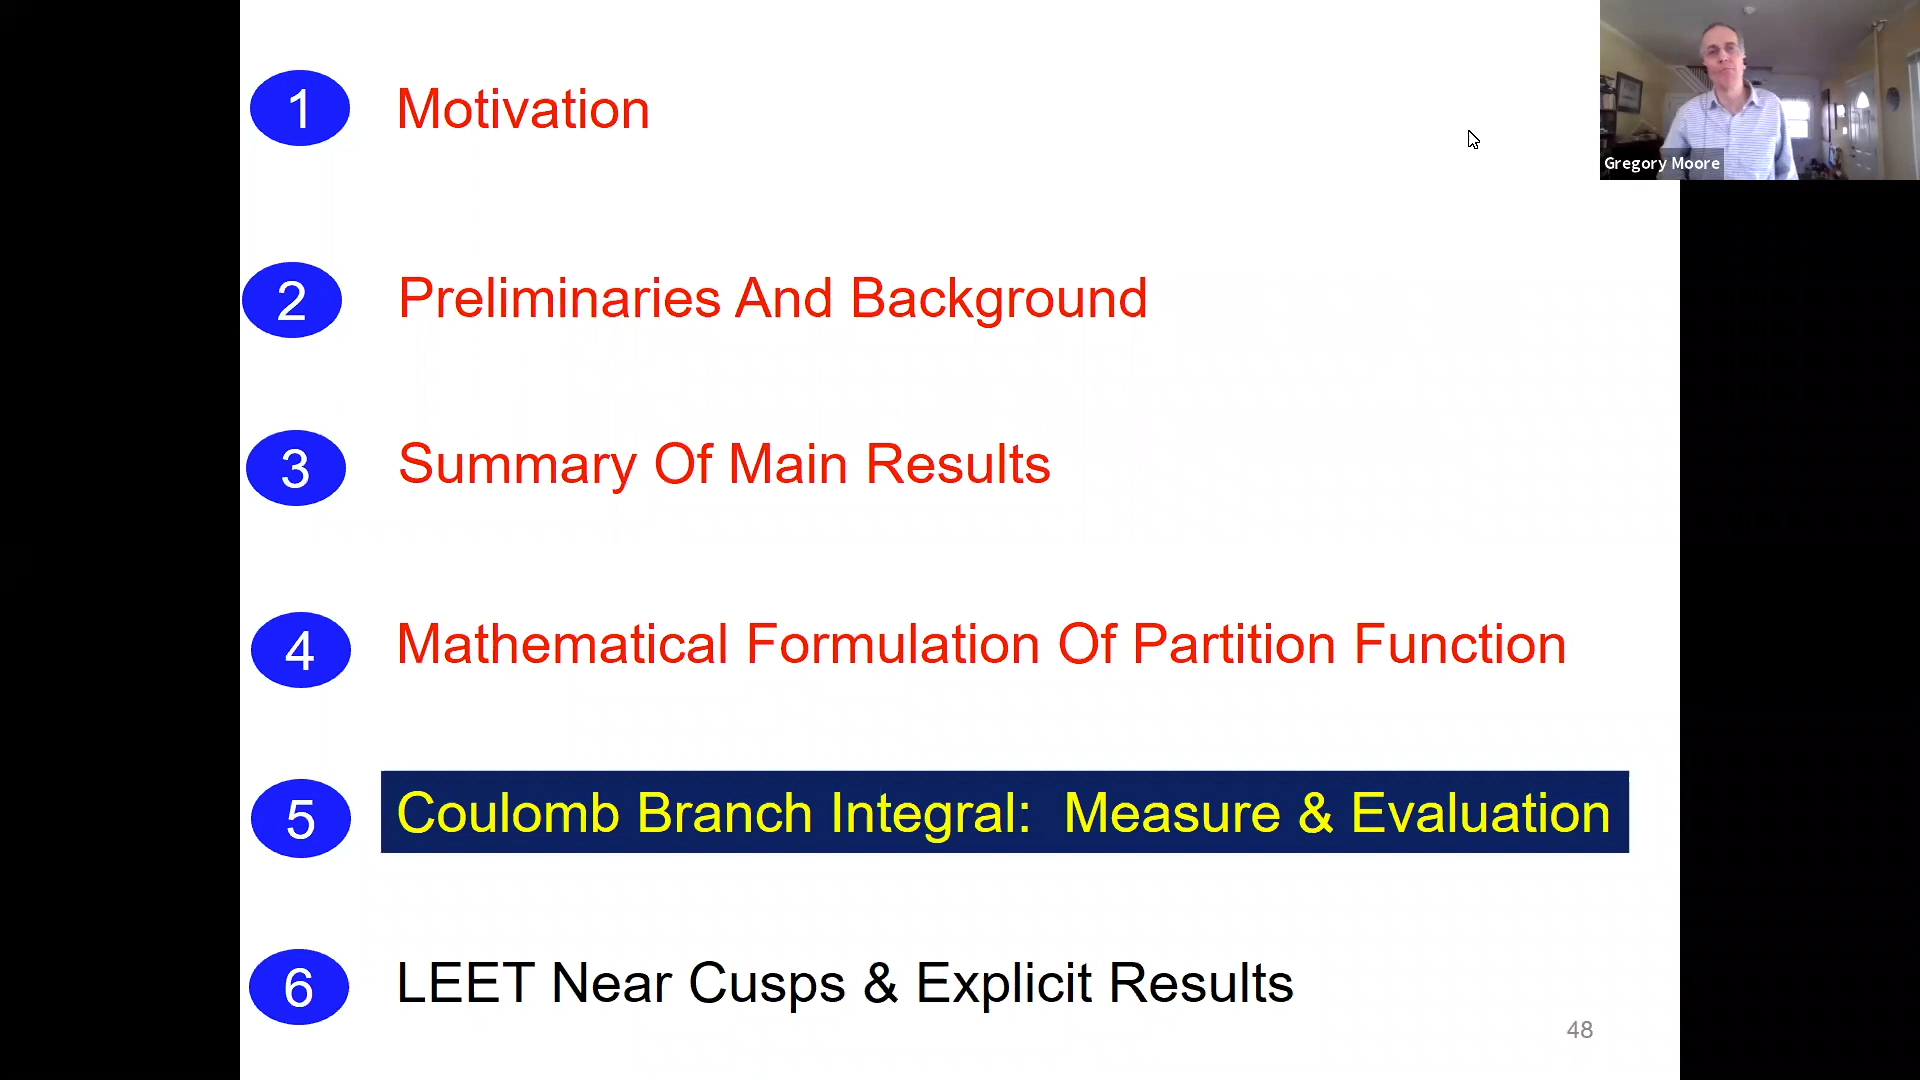 1 Motivation
Gregory Moore
2 Preliminaries And Background
3 Summary Of Main Results
4 Mathematical Formulation Of Partition Function
5 Coulomb Branch Integral: Measure & Evaluation
6 LEET Near Cusps & Explicit Results
48